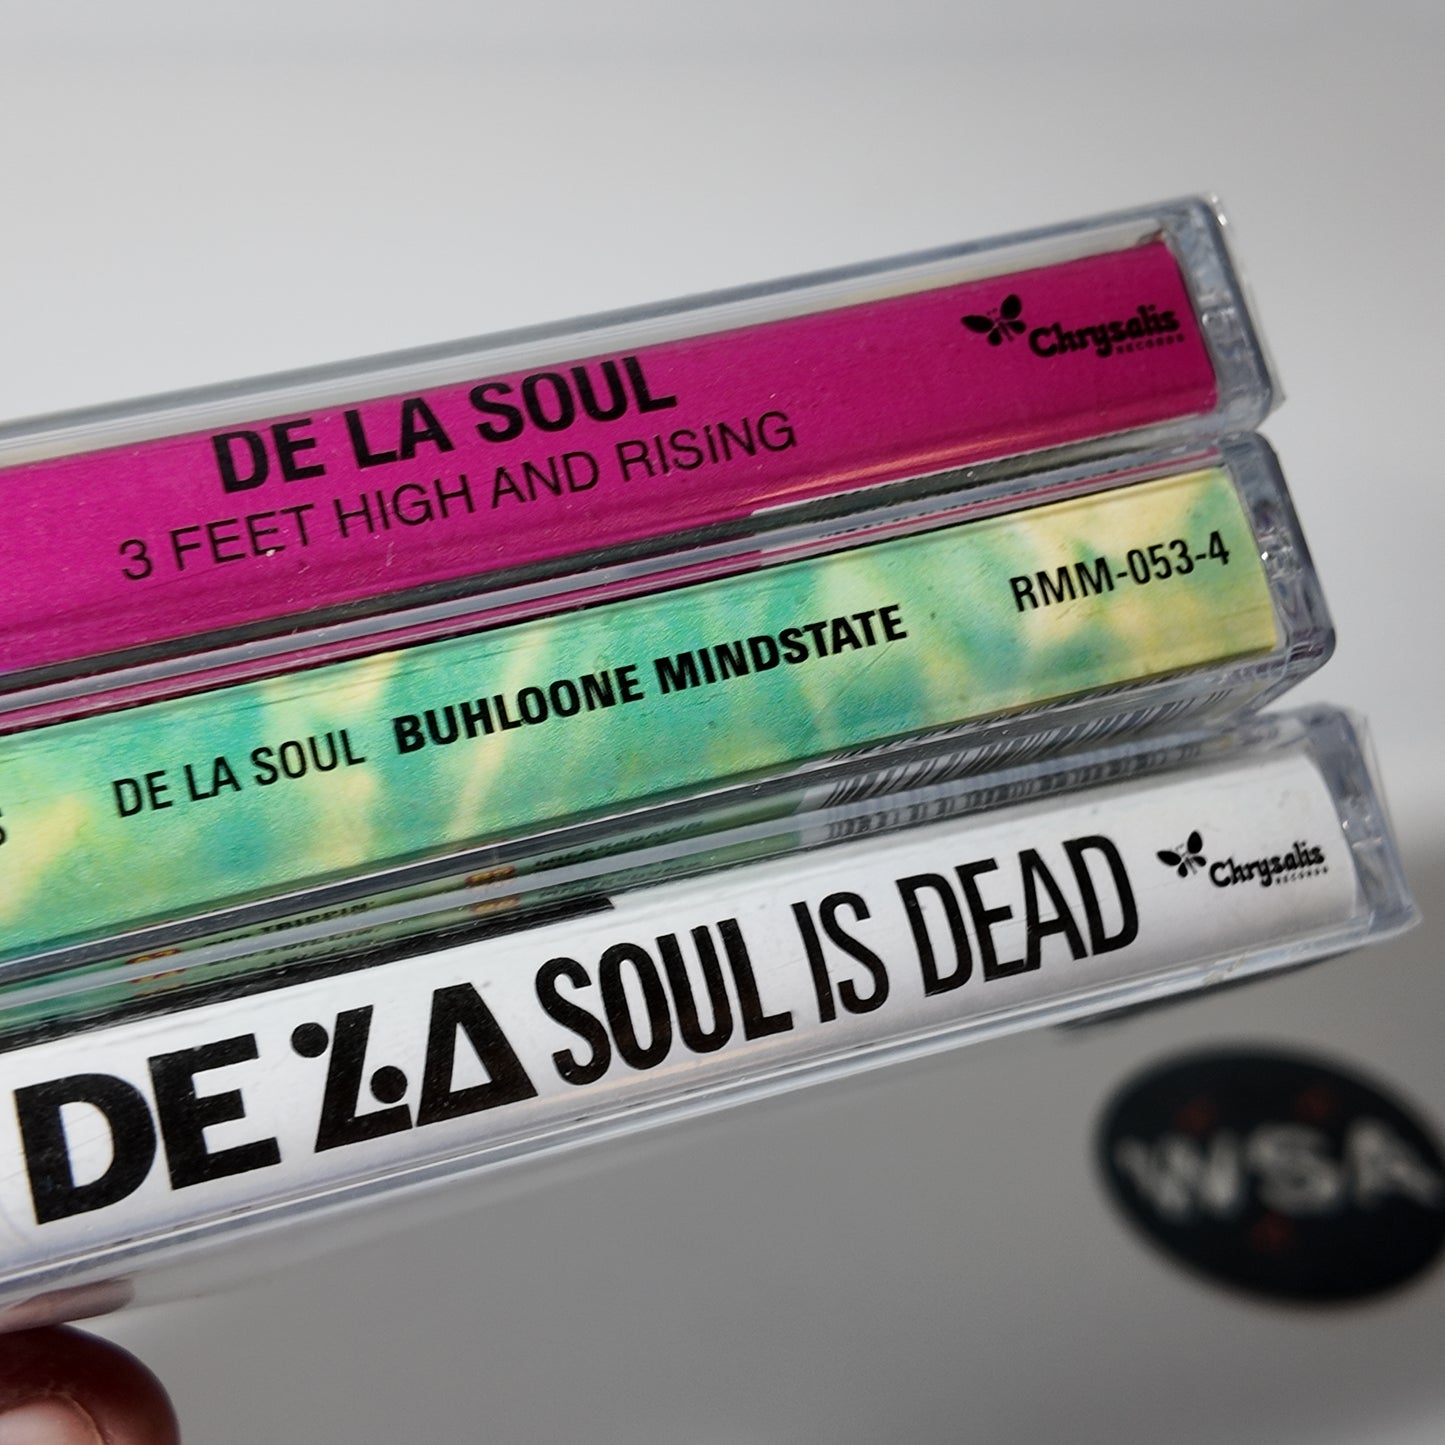 Chrysalis
RECORDS
DE LA SOUL
3 FEET HIGH AND RISING
RMM-053-4
DE LA SOUL BUHLOONE MINDSTATE
S
Chrysalis
RECORDS
DE LA SOUL IS DEAD
WSA